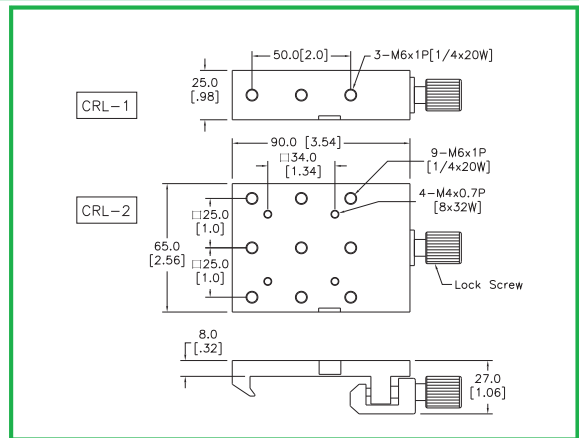 50.0[2.0]
3-M6x1P[1/4x20W]
25.0
[.98]
CRL-1
90.0 [3.54]
□34.0
[1.34]
9-M6x1P
[1/4x20W]
4-M4x0.7P
[8x32W]
CRL-2
□25.0
[1.0]
65.0
[2.56]
□25.0
[1.0]
Lock Screw
8.0
[.32]
27.0
[1.06]